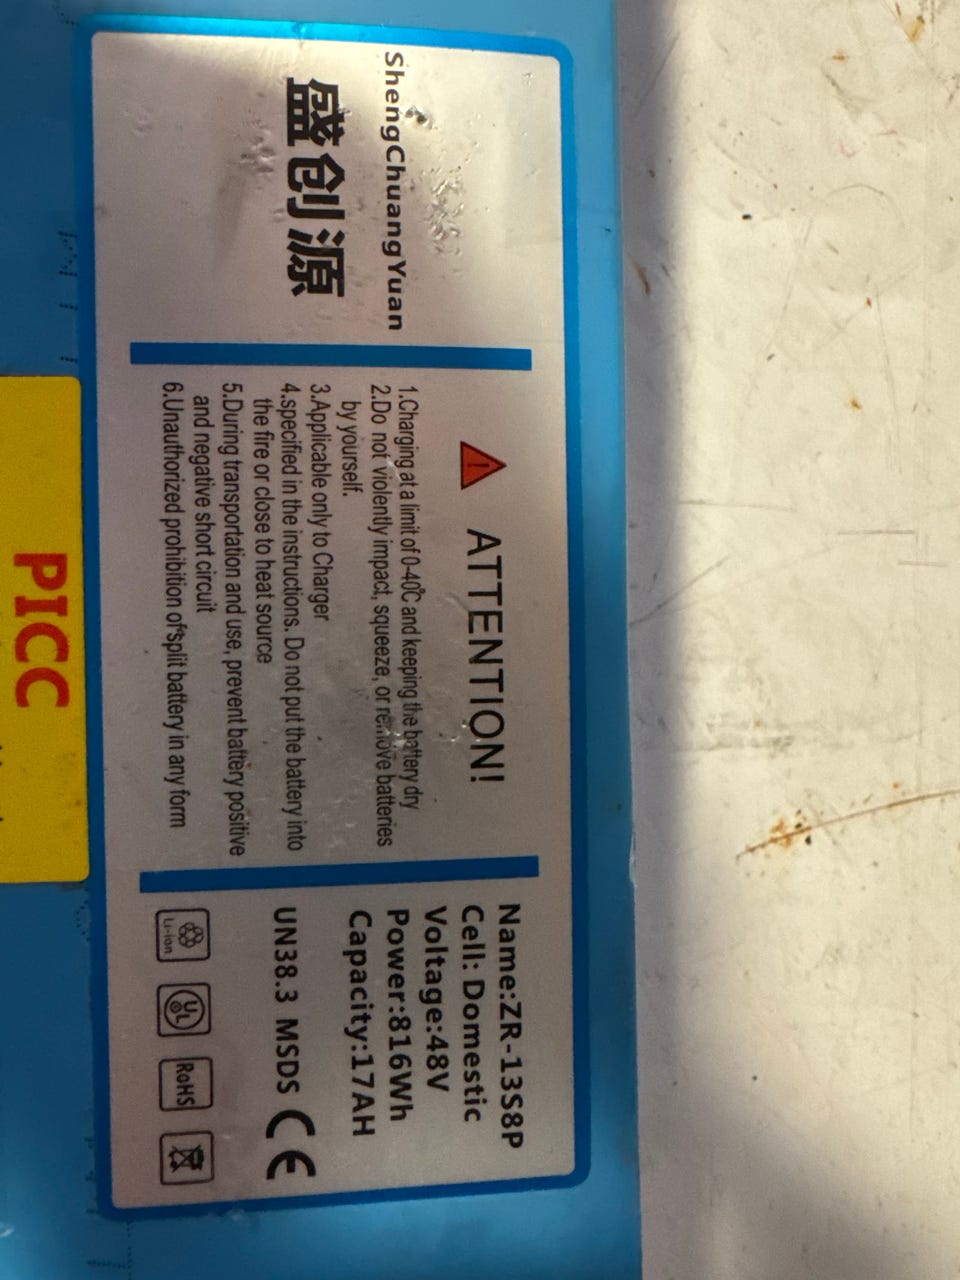 ShengChuangYuan
盛创源
ATTENTION!
1.Charging at a limit of 0-40℃ and keeping the battery dry
2.Do not violently impact, squeeze, or remove batteries
by yourself.
3.Applicable only to Charger
4.specified in the instructions. Do not put the battery into
the fire or close to heat source
5.During transportation and use, prevent battery positive
and negative short circuit
6.Unauthorized prohibition of"split battery in any form
Name:ZR-13S8P
Cell: Domestic
Voltage:48V
Power:816Wh
Capacity:17AH
UN38.3 MSDS CE
Li-ion
UL
RoHS
PICC